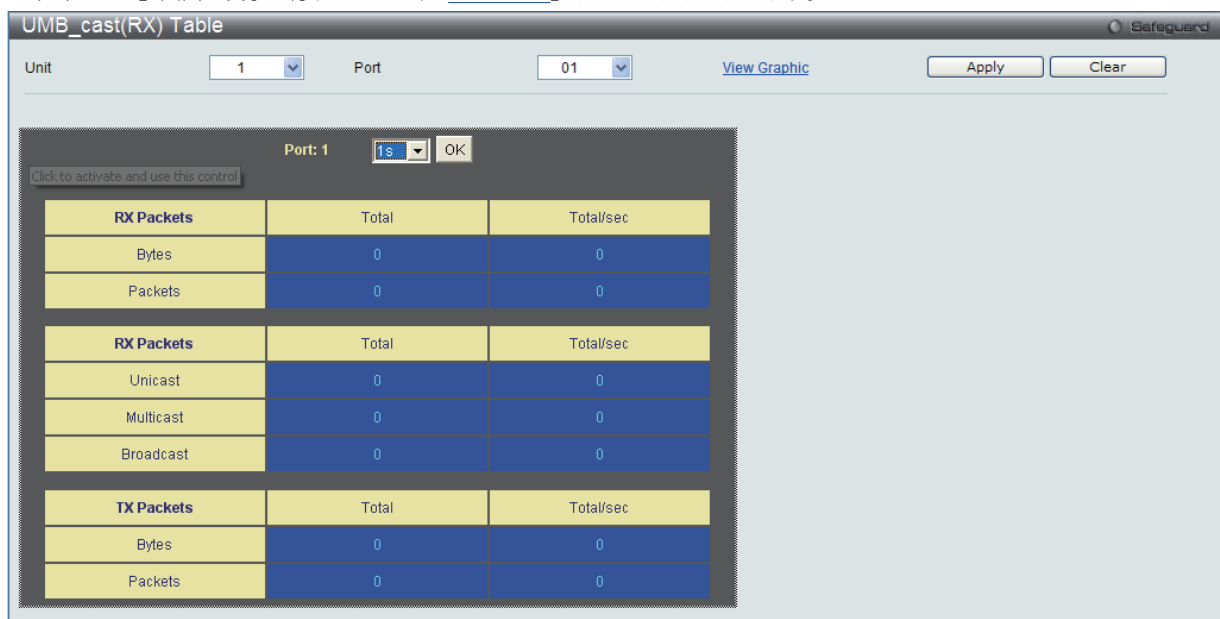 UMB_cast(RX) Table
Safeguard
Unit 1 Port 01 View Graphic Apply Clear
Port: 1 1s OK
Click to activate and use this control
RX Packets Total Total/sec
Bytes 0 0
Packets 0 0
RX Packets Total Total/sec
Unicast 0 0
Multicast 0 0
Broadcast 0 0
TX Packets Total Total/sec
Bytes 0 0
Packets 0 0